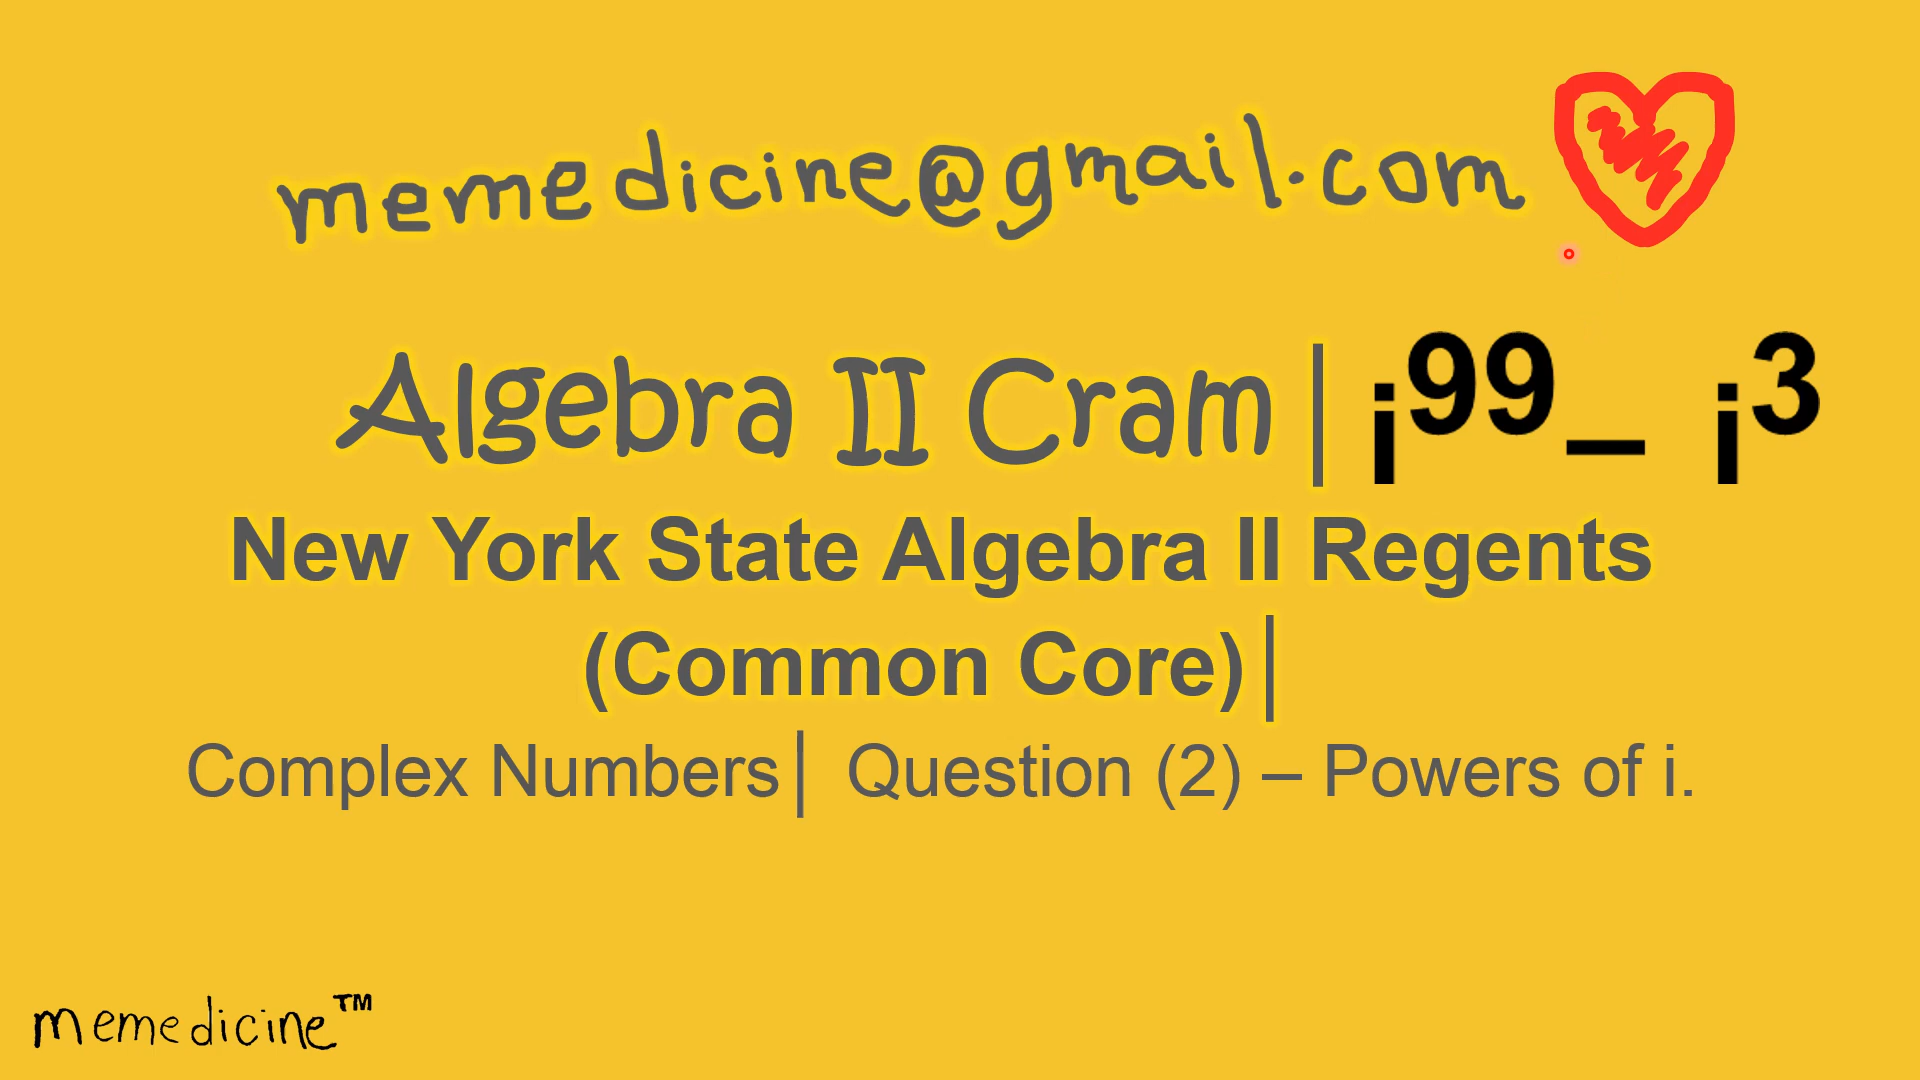 memedicine@gmail.com
Algebra II Cram | i⁹⁹– i³
New York State Algebra II Regents
(Common Core)|
Complex Numbers| Question (2) – Powers of i.
memedicine™